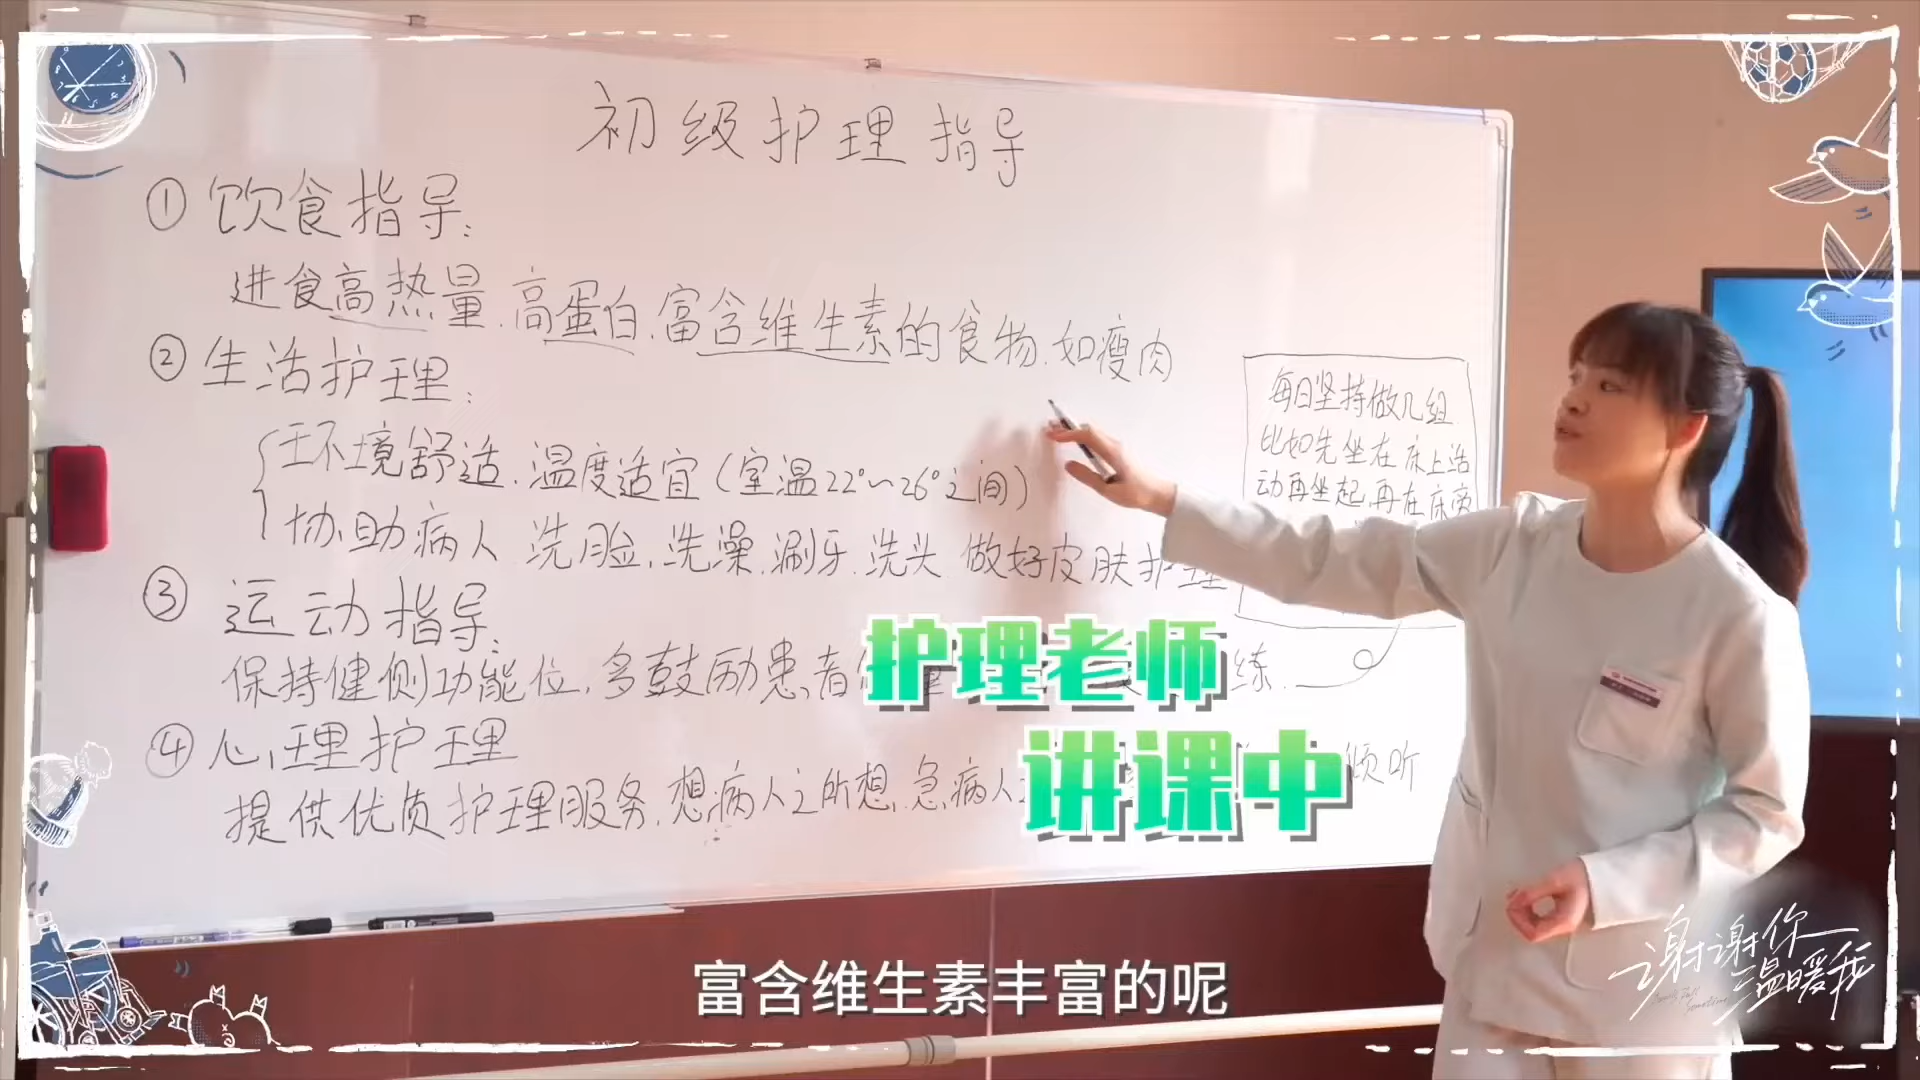 初级护理指导
① 饮食指导:
进食高热量.高蛋白.富含维生素的食物.如瘦肉
② 生活护理:
环境舒适.温度适宜(室温22°~26°之间)
协助病人 洗脸.洗澡.涮牙.洗头 做好皮肤护理
③ 运动指导:
保持健侧功能位.多鼓励患者
练.
④ 心理护理
提供优质护理服务.想病人之所想.急病人
倾听
每日坚持做几组
比如先坐在床上活
动再坐起.再在床旁
护理老师
讲课中
富含维生素丰富的呢
谢谢你
温暖我